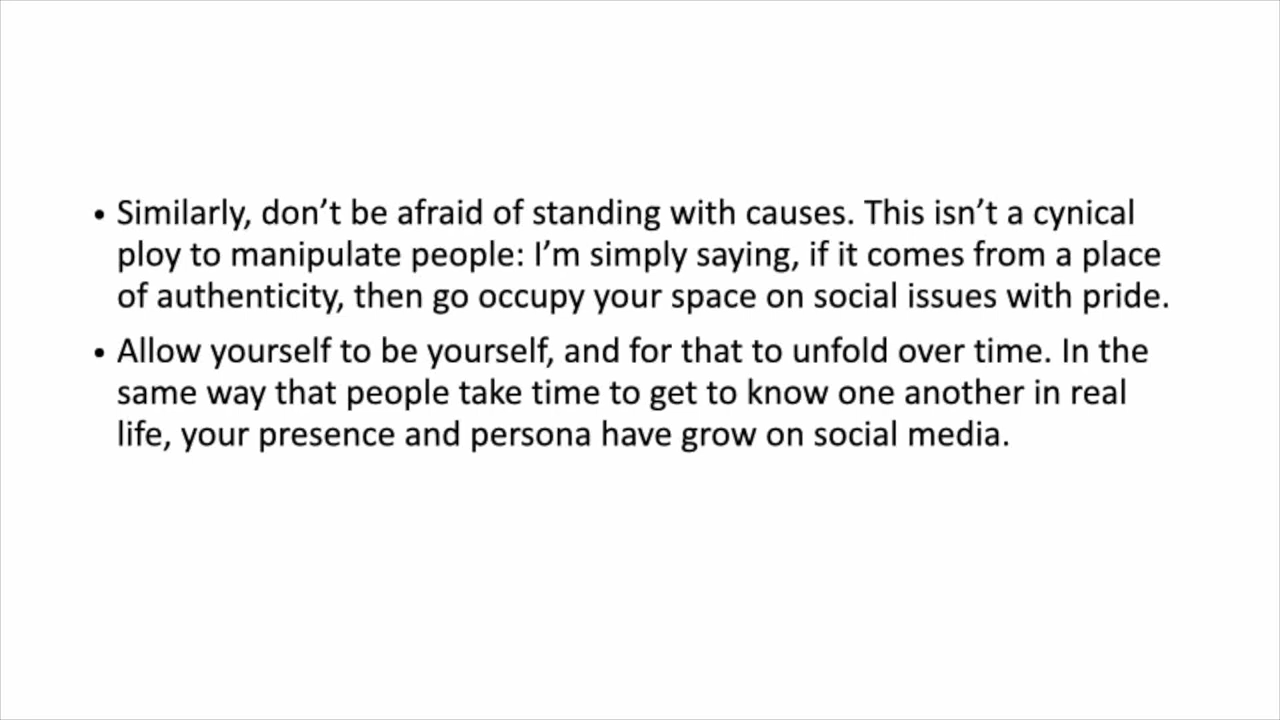 • Similarly, don’t be afraid of standing with causes. This isn’t a cynical
ploy to manipulate people: I’m simply saying, if it comes from a place
of authenticity, then go occupy your space on social issues with pride.
• Allow yourself to be yourself, and for that to unfold over time. In the
same way that people take time to get to know one another in real
life, your presence and persona have grow on social media.